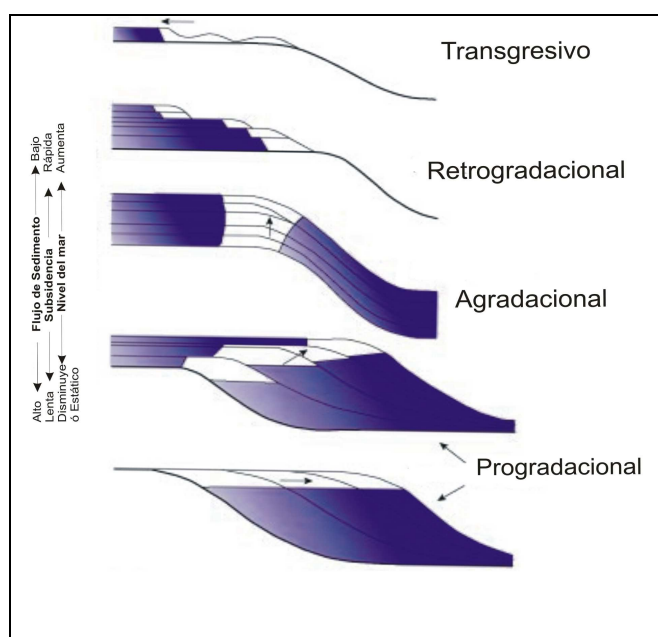 Transgresivo
Retrogradacional
Agradacional
Progradacional
Bajo
Rápida
Aumenta
Flujo de Sedimento
Subsidencia
Nivel del mar
Alto
Lenta
Disminuye
ó Estático